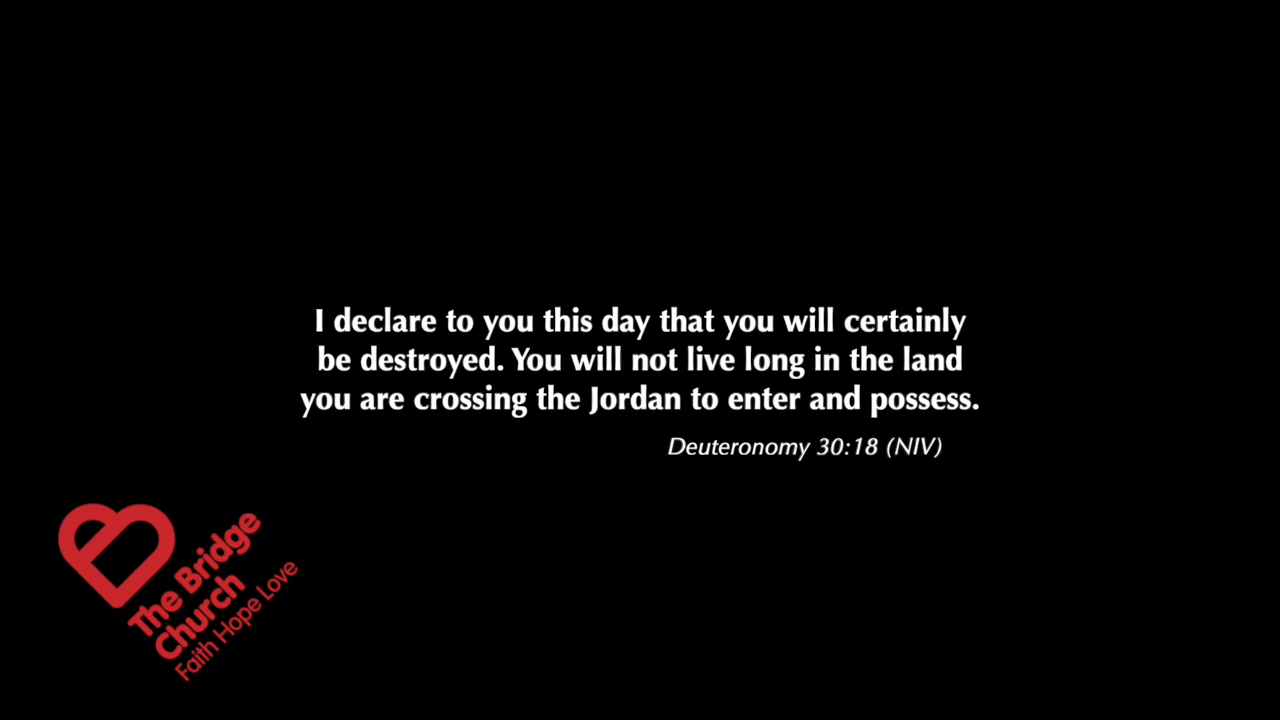 I declare to you this day that you will certainly
be destroyed. You will not live long in the land
you are crossing the Jordan to enter and possess.
Deuteronomy 30:18 (NIV)
The Bridge
Church
Faith Hope Love